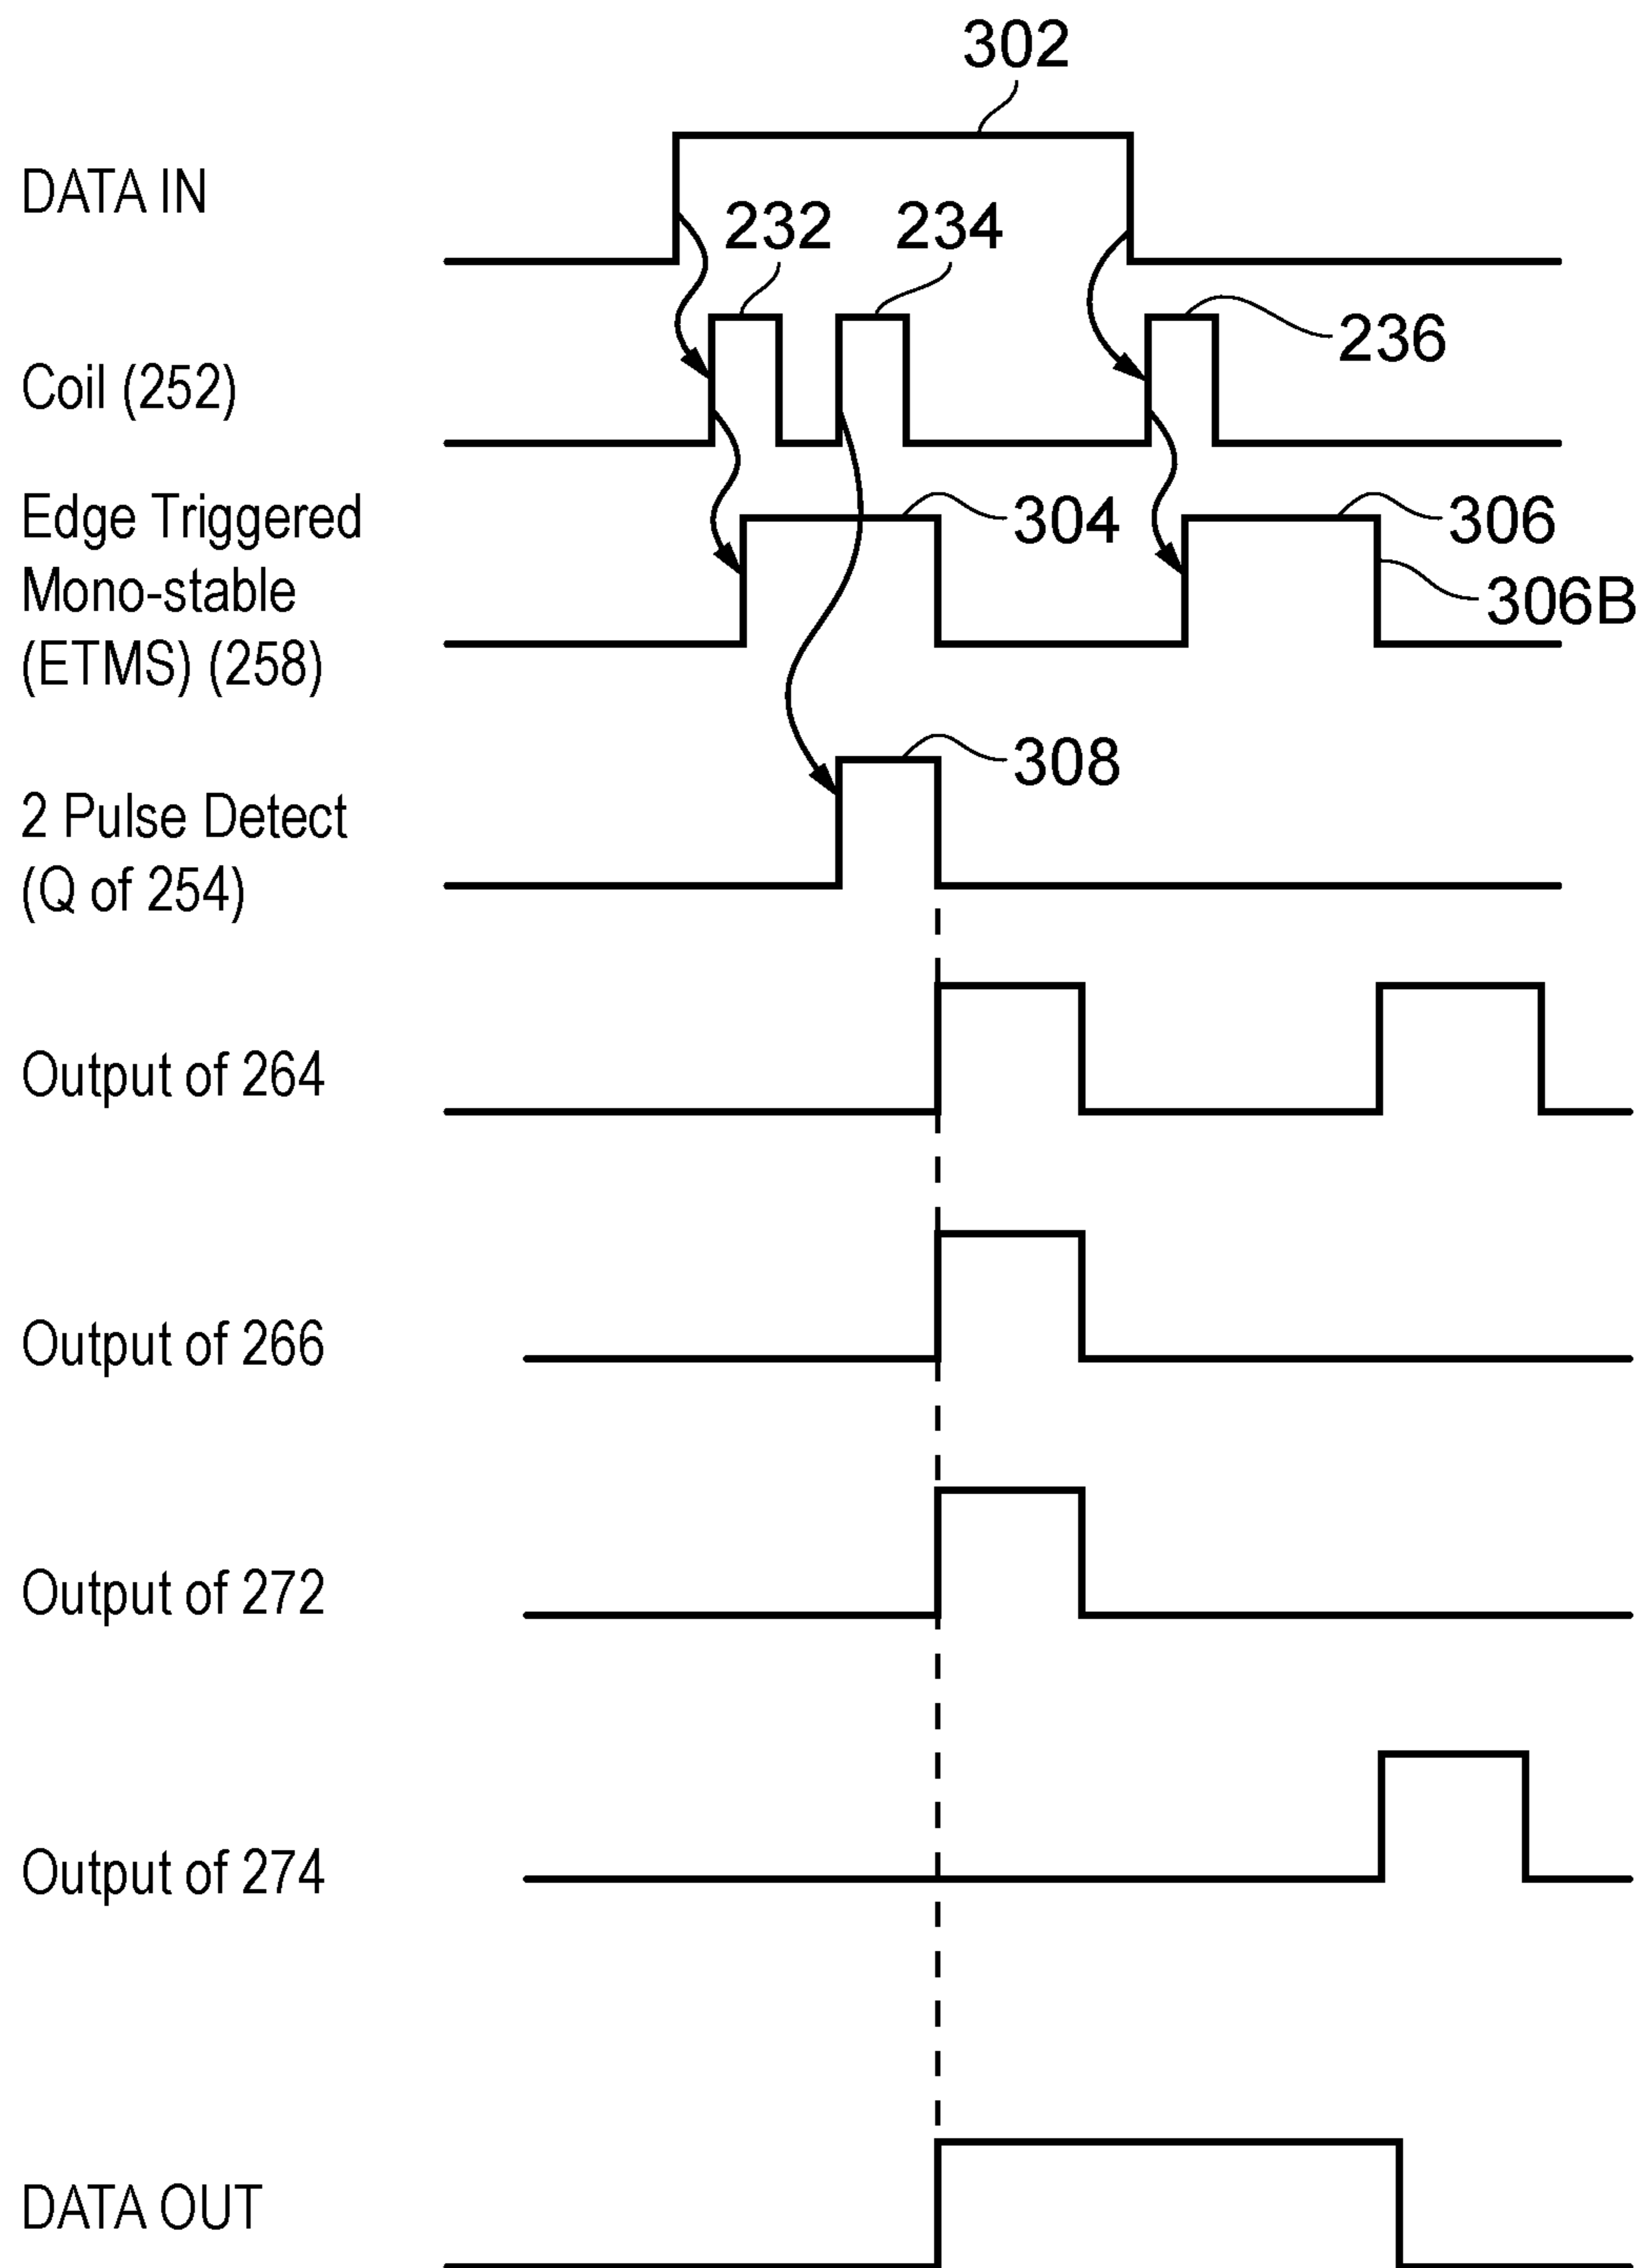 302
DATA IN
232
234
236
Coil (252)
Edge Triggered
Mono-stable
(ETMS) (258)
304
306
306B
308
2 Pulse Detect
(Q of 254)
Output of 264
Output of 266
Output of 272
Output of 274
DATA OUT